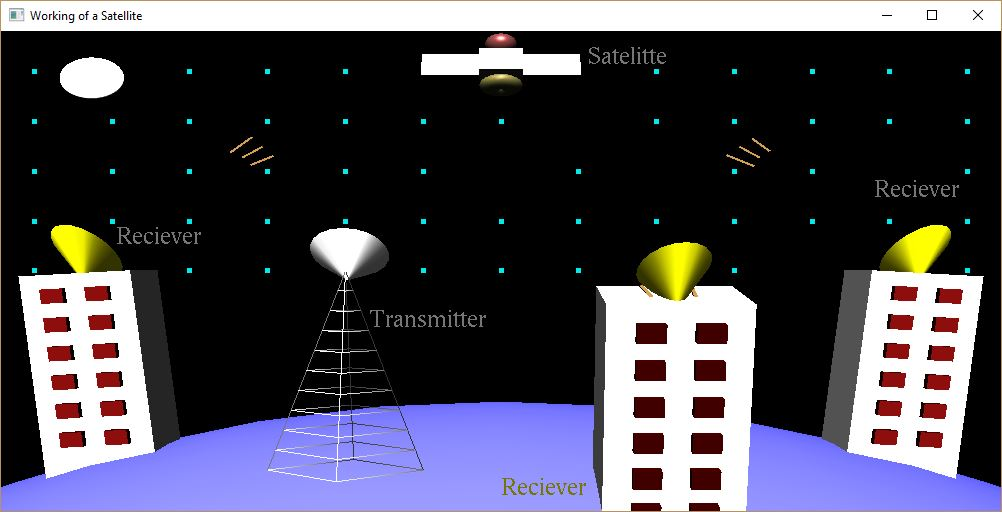 Working of a Satellite
Satelitte
Reciever
Reciever
Transmitter
Reciever